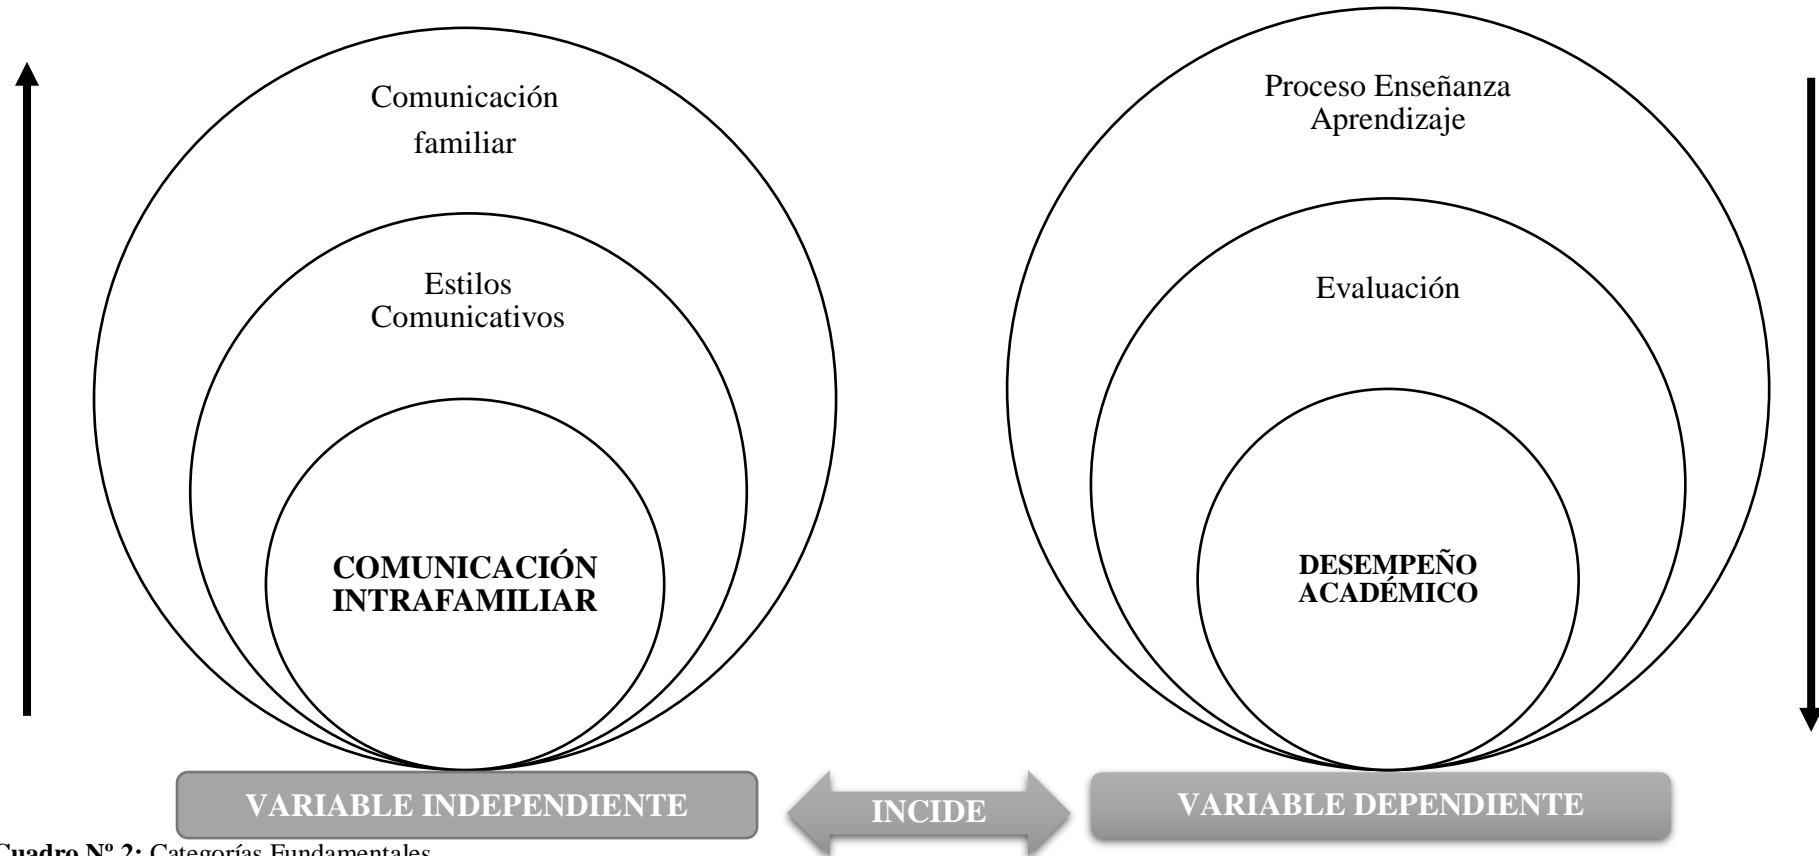 Comunicación
familiar
Estilos
Comunicativos
COMUNICACIÓN
INTRAFAMILIAR
Proceso Enseñanza
Aprendizaje
Evaluación
DESEMPEÑO
ACADÉMICO
VARIABLE INDEPENDIENTE
INCIDE
VARIABLE DEPENDIENTE
Cuadro Nº 2: Categorías Fundamentales